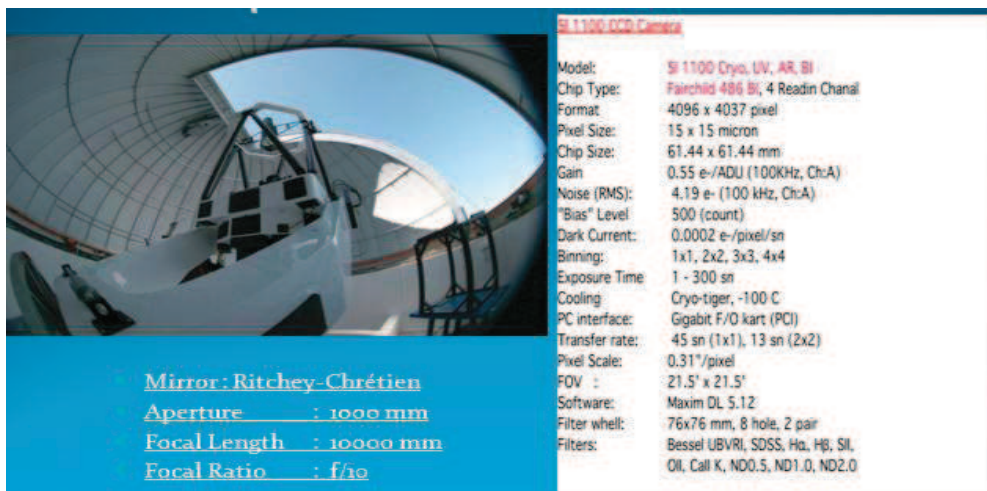 Mirror : Ritchey-Chrétien
Aperture : 1000 mm
Focal Length : 10000 mm
Focal Ratio : f/10
SI 1100 CCD Camera
Model: SI 1100 Cryo, UV, AR, BI
Chip Type: Fairchild 486 BI, 4 Readin Chanal
Format 4096 x 4037 pixel
Pixel Size: 15 x 15 micron
Chip Size: 61.44 x 61.44 mm
Gain 0.55 e-/ADU (100KHz, Ch:A)
Noise (RMS): 4.19 e- (100 kHz, Ch:A)
"Bias" Level 500 (count)
Dark Current: 0.0002 e-/pixel/sn
Binning: 1x1, 2x2, 3x3, 4x4
Exposure Time 1 - 300 sn
Cooling Cryo-tiger, -100 C
PC interface: Gigabit F/O kart (PCI)
Transfer rate: 45 sn (1x1), 13 sn (2x2)
Pixel Scale: 0.31"/pixel
FOV : 21.5' x 21.5'
Software: Maxim DL 5.12
Filter whell: 76x76 mm, 8 hole, 2 pair
Filters: Bessel UBVRI, SDSS, Hα, Hβ, SII,
OII, Call K, ND0.5, ND1.0, ND2.0